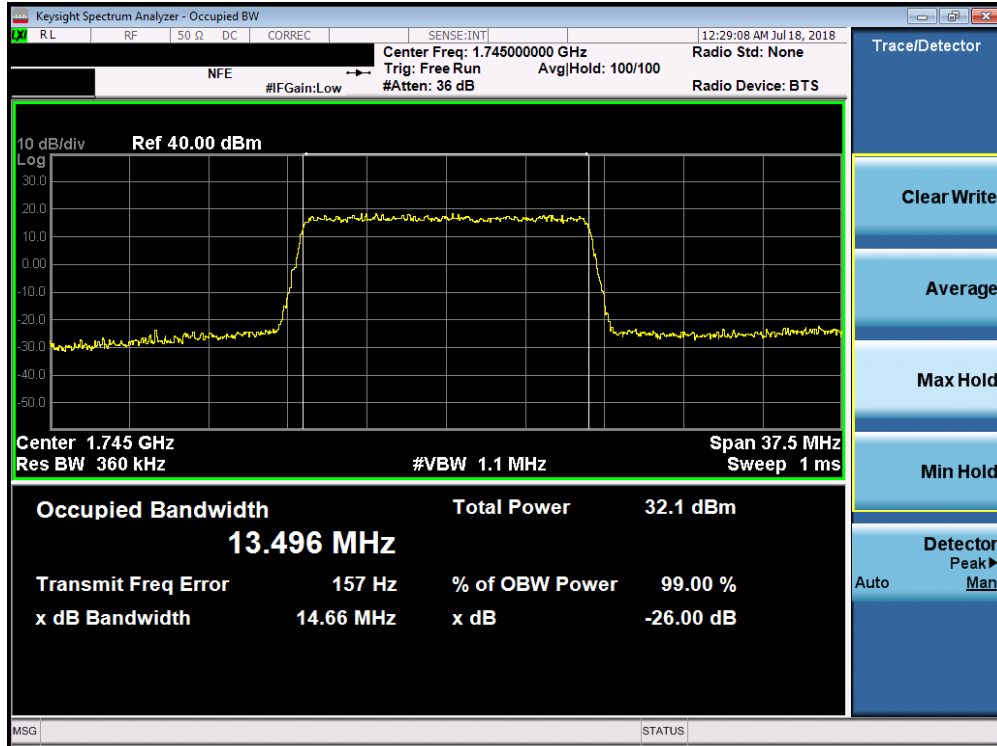 Keysight Spectrum Analyzer - Occupied BW
LXI RL RF 50 Ω DC CORREC SENSE:INT 12:29:08 AM Jul 18, 2018
Center Freq: 1.745000000 GHz Radio Std: None
NFE Trig: Free Run Avg|Hold: 100/100
#IFGain:Low #Atten: 36 dB Radio Device: BTS
10 dB/div Ref 40.00 dBm
Log
30.0
20.0
10.0
0.00
-10.0
-20.0
-30.0
-40.0
-50.0
Center 1.745 GHz Span 37.5 MHz
Res BW 360 kHz #VBW 1.1 MHz Sweep 1 ms
Occupied Bandwidth Total Power 32.1 dBm
13.496 MHz
Transmit Freq Error 157 Hz % of OBW Power 99.00 %
x dB Bandwidth 14.66 MHz x dB -26.00 dB
MSG STATUS
Trace/Detector
Clear Write
Average
Max Hold
Min Hold
Detector
Peak▶
Auto Man